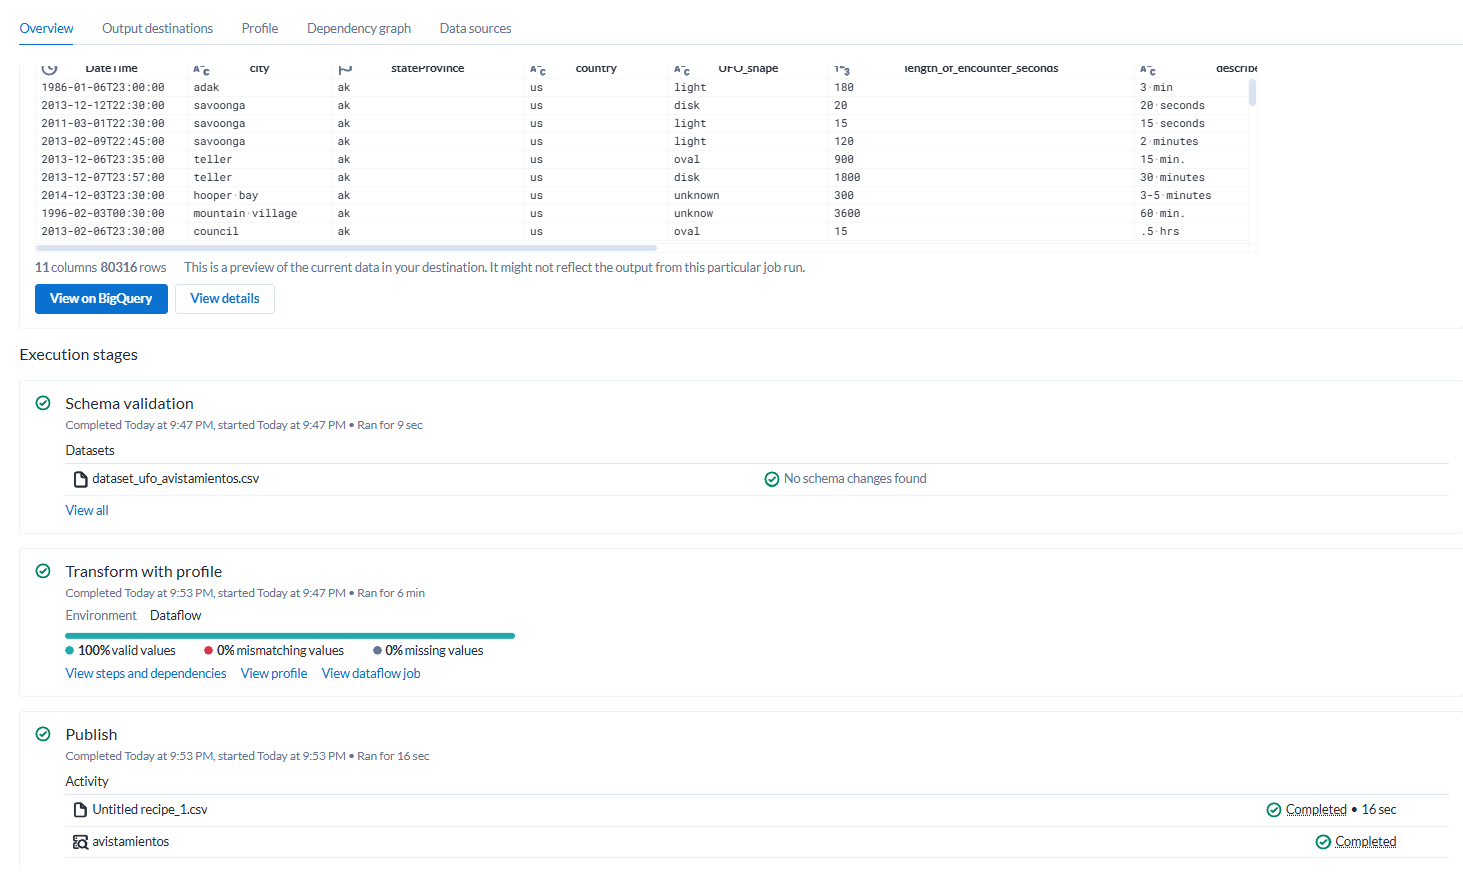 Overview Output destinations Profile Dependency graph Data sources
DateTime city stateProvince country UFO_shape length_of_encounter_seconds describe
1986-01-06T23:00:00 adak ak us light 180 3·min
2013-12-12T22:30:00 savoonga ak us disk 20 20·seconds
2011-03-01T22:30:00 savoonga ak us light 15 15·seconds
2013-02-09T22:45:00 savoonga ak us light 120 2·minutes
2013-12-06T23:35:00 teller ak us oval 900 15·min.
2013-12-07T23:57:00 teller ak us disk 1800 30·minutes
2014-12-03T23:30:00 hooper·bay ak us unknown 300 3-5·minutes
1996-02-03T00:30:00 mountain·village ak us unknow 3600 60·min.
2013-02-06T23:30:00 council ak us oval 15 .5·hrs
11 columns 80316 rows This is a preview of the current data in your destination. It might not reflect the output from this particular job run.
View on BigQuery View details
Execution stages
Schema validation
Completed Today at 9:47 PM, started Today at 9:47 PM • Ran for 9 sec
Datasets
dataset_ufo_avistamientos.csv No schema changes found
View all
Transform with profile
Completed Today at 9:53 PM, started Today at 9:47 PM • Ran for 6 min
Environment Dataflow
100% valid values 0% mismatching values 0% missing values
View steps and dependencies View profile View dataflow job
Publish
Completed Today at 9:53 PM, started Today at 9:53 PM • Ran for 16 sec
Activity
Untitled recipe_1.csv Completed • 16 sec
avistamientos Completed